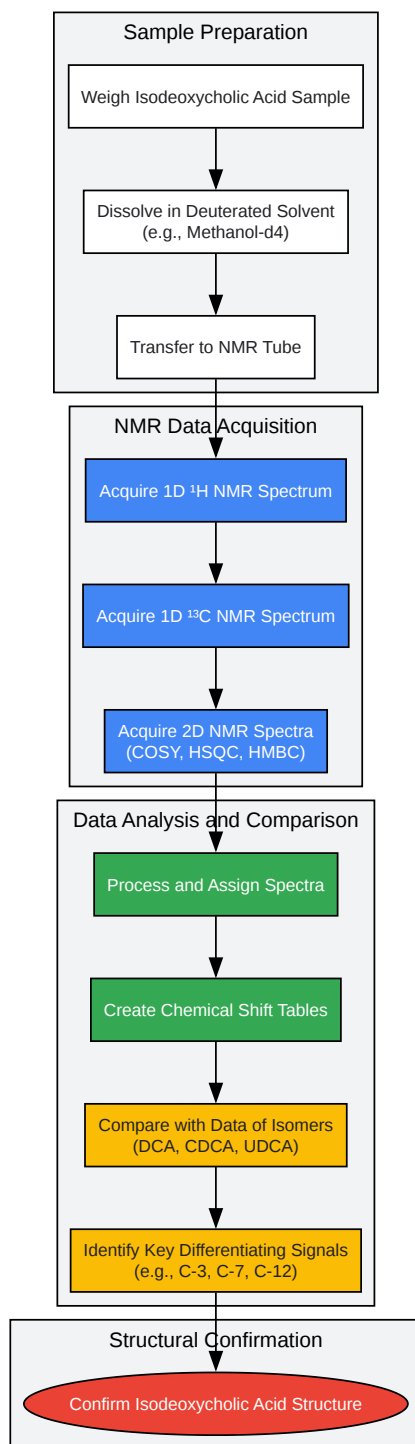 Sample Preparation
Weigh Isodeoxycholic Acid Sample
Dissolve in Deuterated Solvent
(e.g., Methanol-d4)
Transfer to NMR Tube
NMR Data Acquisition
Acquire 1D ¹H NMR Spectrum
Acquire 1D ¹³C NMR Spectrum
Acquire 2D NMR Spectra
(COSY, HSQC, HMBC)
Data Analysis and Comparison
Process and Assign Spectra
Create Chemical Shift Tables
Compare with Data of Isomers
(DCA, CDCA, UDCA)
Identify Key Differentiating Signals
(e.g., C-3, C-7, C-12)
Structural Confirmation
Confirm Isodeoxycholic Acid Structure